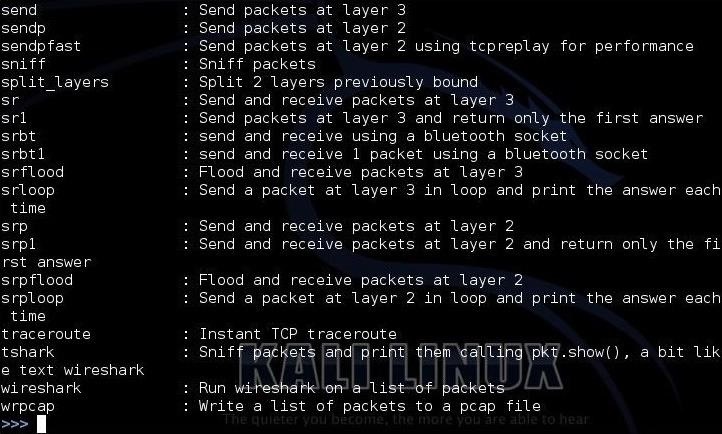 send                  : Send packets at layer 3
sendp                 : Send packets at layer 2
sendpfast             : Send packets at layer 2 using tcpreplay for performance
sniff                 : Sniff packets
split_layers          : Split 2 layers previously bound
sr                    : Send and receive packets at layer 3
sr1                   : Send packets at layer 3 and return only the first answer
srbt                  : send and receive using a bluetooth socket
srbt1                 : send and receive 1 packet using a bluetooth socket
srflood               : Flood and receive packets at layer 3
srloop                : Send a packet at layer 3 in loop and print the answer each
 time
srp                   : Send and receive packets at layer 2
srp1                  : Send and receive packets at layer 2 and return only the fi
rst answer
srpflood              : Flood and receive packets at layer 2
srploop               : Send a packet at layer 2 in loop and print the answer each
 time
traceroute            : Instant TCP traceroute
tshark                : Sniff packets and print them calling pkt.show(), a bit lik
e text wireshark
KALI LINUX
wireshark             : Run wireshark on a list of packets
wrpcap                : Write a list of packets to a pcap file
>>>
The quieter you become, the more you are able to hear.